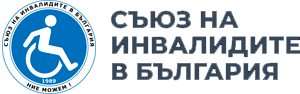 СЪЮЗ НА ИНВАЛИДИТЕ В БЪЛГАРИЯ
1989
НИЕ МОЖЕМ !
СЪЮЗ НА
ИНВАЛИДИТЕ
В БЪЛГАРИЯ